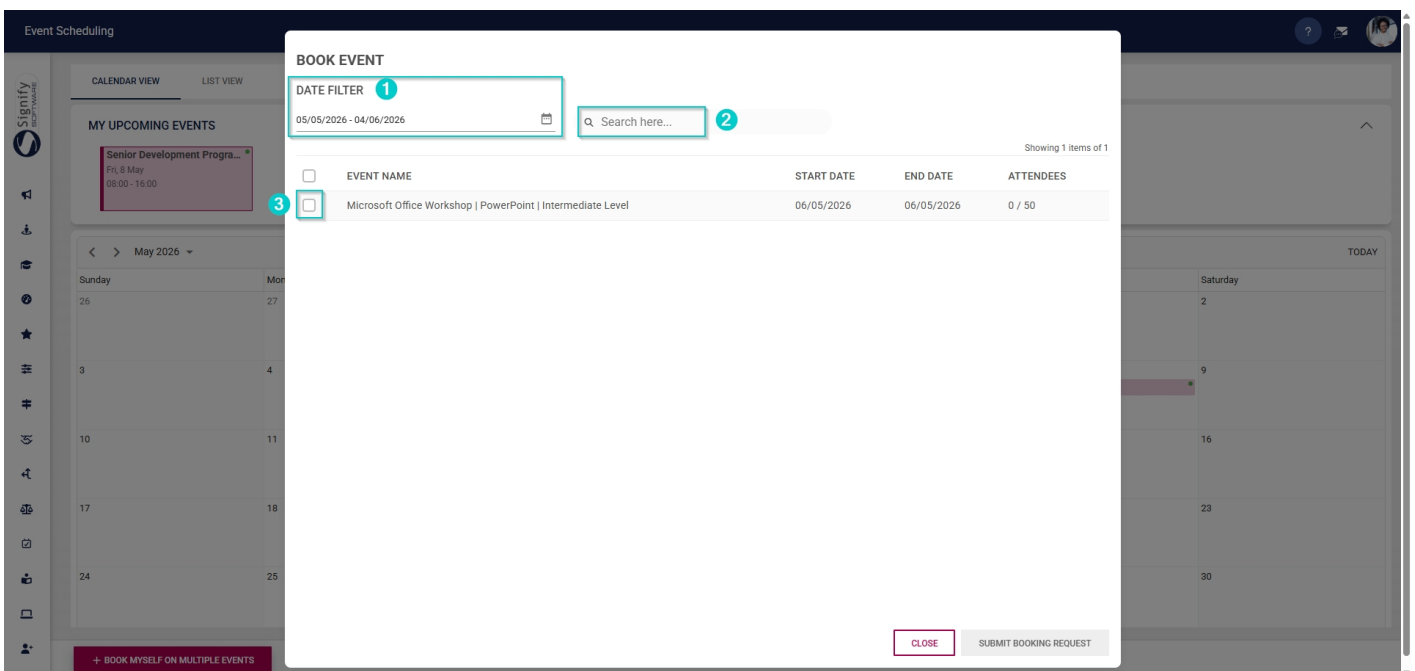 Event Scheduling
?
Signify
SOFTWARE
CALENDAR VIEW
LIST VIEW
MY UPCOMING EVENTS
Senior Development Progra...
Fri, 8 May
08:00 - 16:00
BOOK EVENT
DATE FILTER 1
05/05/2026 - 04/06/2026
Search here... 2
Showing 1 items of 1
EVENT NAME START DATE END DATE ATTENDEES
3 Microsoft Office Workshop | PowerPoint | Intermediate Level 06/05/2026 06/05/2026 0 / 50
May 2026
TODAY
Sunday Mon Saturday
26 27 2
3 4 9
10 11 16
17 18 23
24 25 30
CLOSE SUBMIT BOOKING REQUEST
+ BOOK MYSELF ON MULTIPLE EVENTS